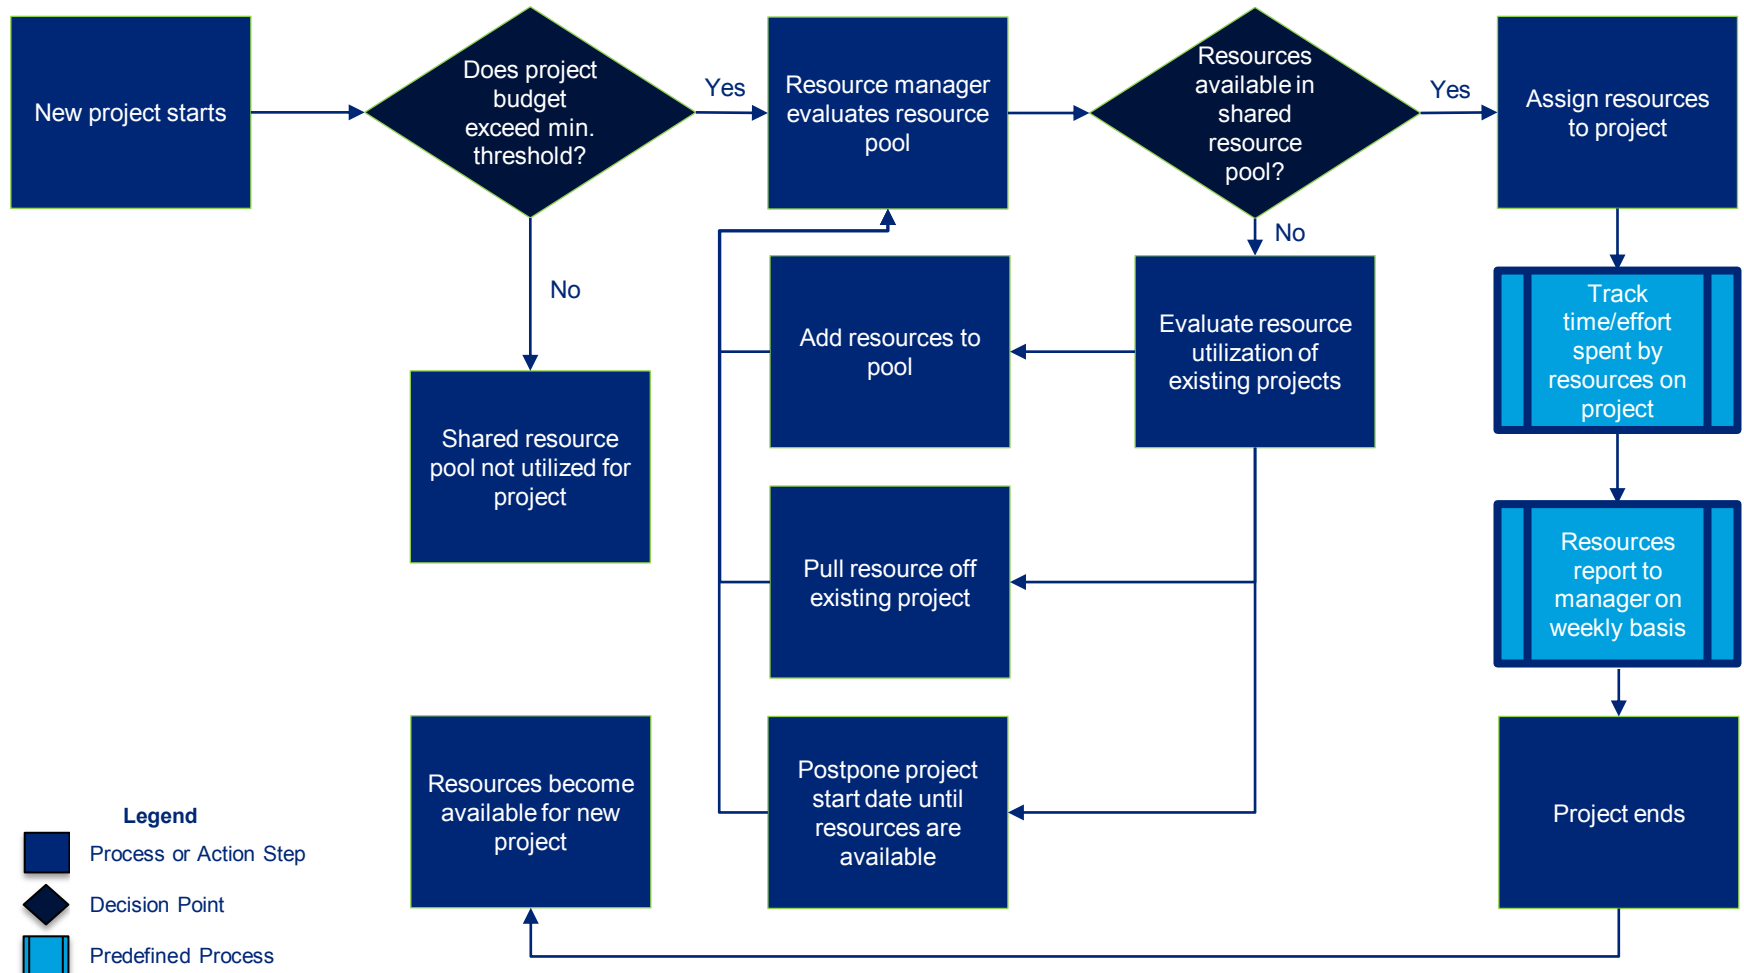 New project starts
Does project
budget
exceed min.
threshold?
Yes
Resource manager
evaluates resource
pool
Resources
available in
shared
resource
pool?
Yes
Assign resources
to project
No
No
Add resources to
pool
Evaluate resource
utilization of
existing projects
Track
time/effort
spent by
resources on
project
Shared resource
pool not utilized for
project
Pull resource off
existing project
Resources
report to
manager on
weekly basis
Resources become
available for new
project
Postpone project
start date until
resources are
available
Project ends
Legend
Process or Action Step
Decision Point
Predefined Process